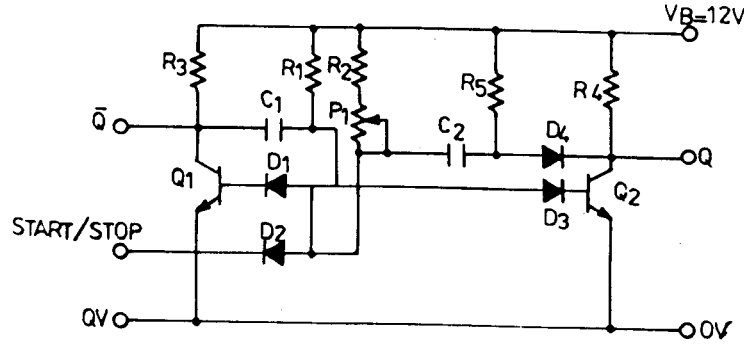 VB=12V
R3
R1
R2
R5
R4
C1
P1
Q̄
C2
D4
Q
D1
Q1
D3
Q2
START/STOP
D2
QV
OV